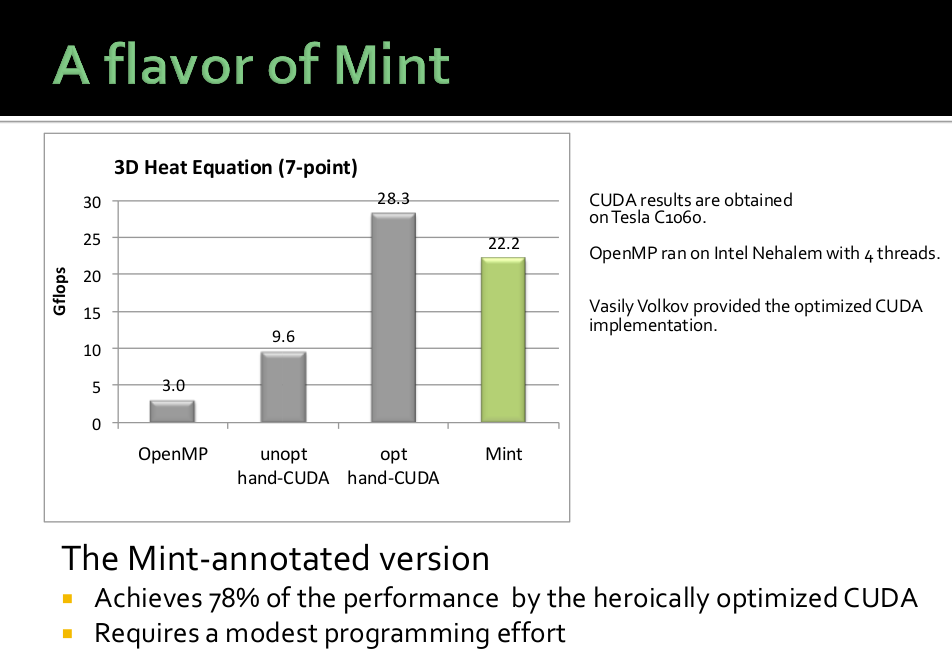 A flavor of Mint
3D Heat Equation (7-point)
Gflops
30
25
20
15
10
5
0
3.0
9.6
28.3
22.2
OpenMP
unopt
hand-CUDA
opt
hand-CUDA
Mint
CUDA results are obtained
on Tesla C1060.
OpenMP ran on Intel Nehalem with 4 threads.
Vasily Volkov provided the optimized CUDA
implementation.
The Mint-annotated version
Achieves 78% of the performance by the heroically optimized CUDA
Requires a modest programming effort